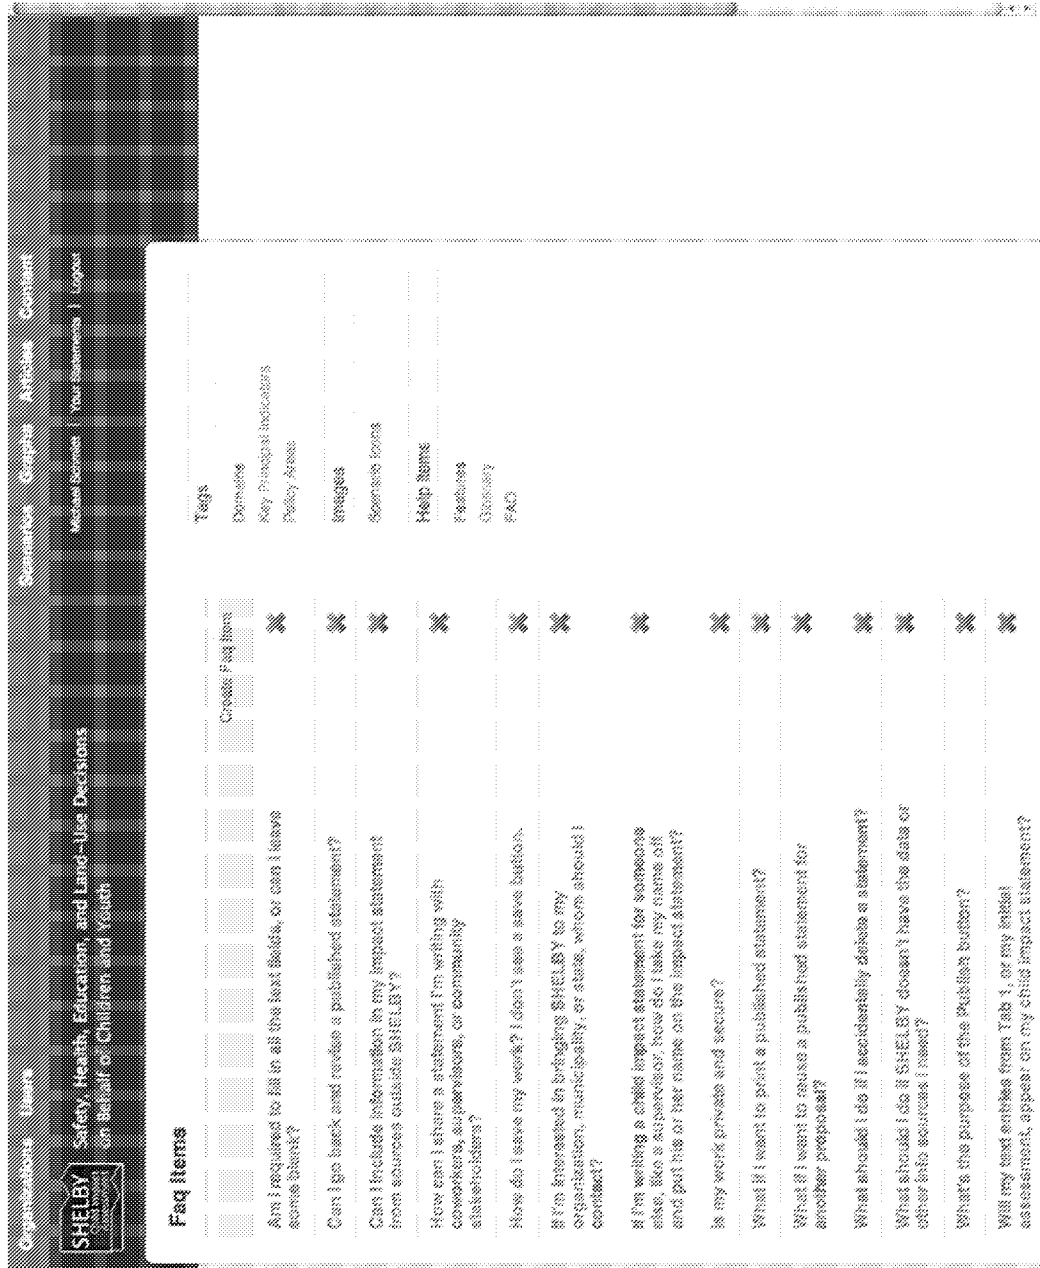 Organizations Users Scenarios Graphs Articles Content
SHELBY
Safety, Health, Education, and Land-Use Decisions
on Behalf of Children and Youth
Michael Schmidt | Your Statements | Logout
Faq Items
Create Faq Item
Am I required to fill in all the text fields, or can I leave
some blank?
Can I go back and revise a published statement?
Can I include information in my impact statement
from sources outside SHELBY?
How can I share a statement I'm writing with
coworkers, supervisors, or community
stakeholders?
How do I save my work? I don't see a save button.
If I'm interested in bringing SHELBY to my
organization, municipality, or state, whom should I
contact?
If I'm writing a child impact statement for someone
else, like a supervisor, how do I take my name off
and put his or her name on the impact statement?
Is my work private and secure?
What if I want to print a published statement?
What if I want to reuse a published statement for
another proposal?
What should I do if I accidentally delete a statement?
What should I do if SHELBY doesn't have the data or
other info sources I need?
What's the purpose of the Publish button?
Will my text entries from Tab 1, or my initial
assessment, appear on my child impact statement?
Tags
Domains
Key Principal Indicators
Policy Areas
Images
Scenario Icons
Help Items
Features
Glossary
FAQ